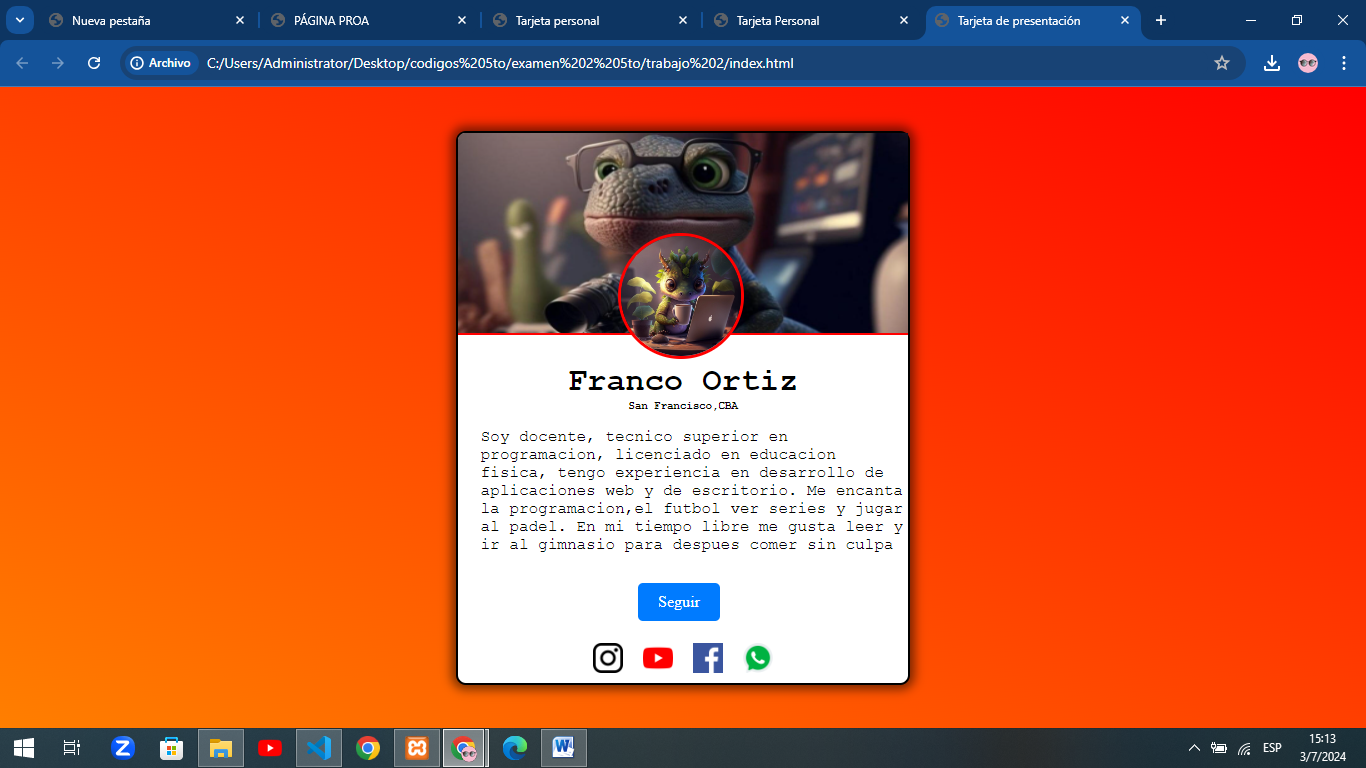 Nueva pestaña
PÁGINA PROA
Tarjeta personal
Tarjeta Personal
Tarjeta de presentación
Archivo
C:/Users/Administrator/Desktop/codigos%205to/examen%202%205to/trabajo%202/index.html
Franco Ortiz
San Francisco,CBA
Soy docente, tecnico superior en
programacion, licenciado en educacion
fisica, tengo experiencia en desarrollo de
aplicaciones web y de escritorio. Me encanta
la programacion,el futbol ver series y jugar
al padel. En mi tiempo libre me gusta leer y
ir al gimnasio para despues comer sin culpa
Seguir
ESP
15:13
3/7/2024